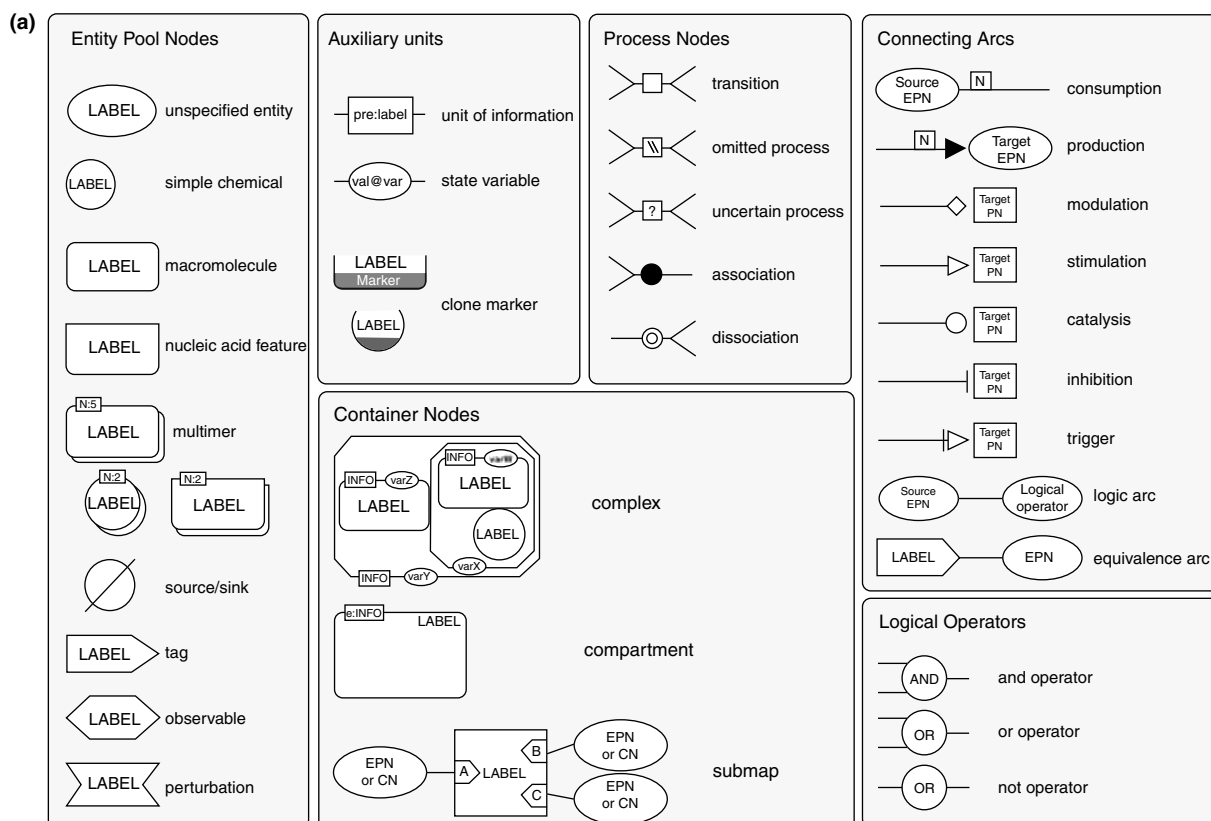 (a)
Entity Pool Nodes
LABEL unspecified entity
LABEL simple chemical
LABEL macromolecule
LABEL nucleic acid feature
N:5
LABEL multimer
N:2
LABEL
N:2
LABEL
source/sink
LABEL tag
LABEL observable
LABEL perturbation
Auxiliary units
pre:label unit of information
val@var state variable
LABEL
Marker
clone marker
LABEL
Process Nodes
transition
\\ omitted process
? uncertain process
association
dissociation
Container Nodes
INFO varZ
LABEL
INFO
LABEL
LABEL
varX
INFO varY
complex
e:INFO
LABEL
compartment
EPN
or CN
A
LABEL
B
C
EPN
or CN
EPN
or CN
submap
Connecting Arcs
Source
EPN
N
consumption
N
Target
EPN
production
Target
PN
modulation
Target
PN
stimulation
Target
PN
catalysis
Target
PN
inhibition
Target
PN
trigger
Source
EPN
Logical
operator
logic arc
LABEL EPN equivalence arc
Logical Operators
AND and operator
OR or operator
OR not operator